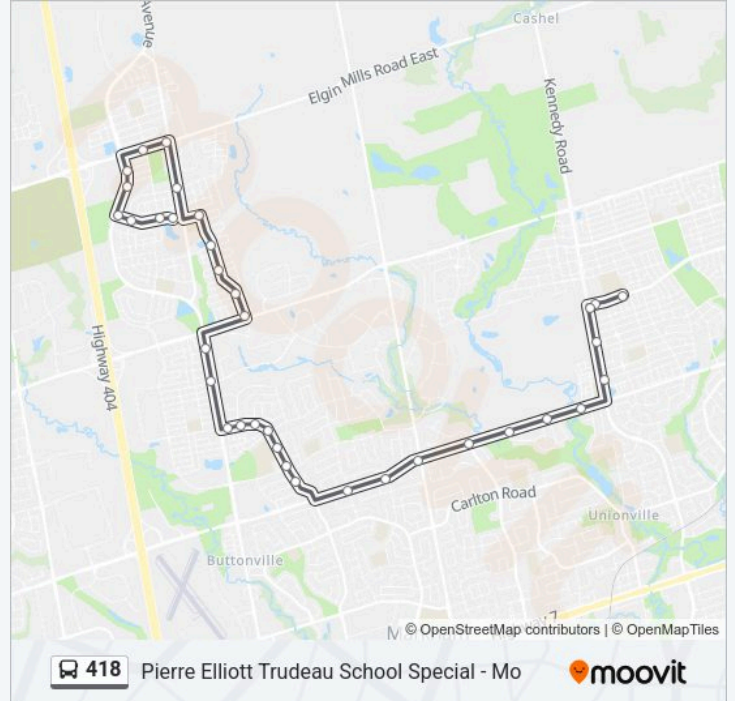 Cashel
Avenue
Elgin Mills Road East
Kennedy Road
Highway 404
Carlton Road
Unionville
Buttonville
© OpenStreetMap contributors | © OpenMapTiles
418 Pierre Elliott Trudeau School Special - Mo moovit